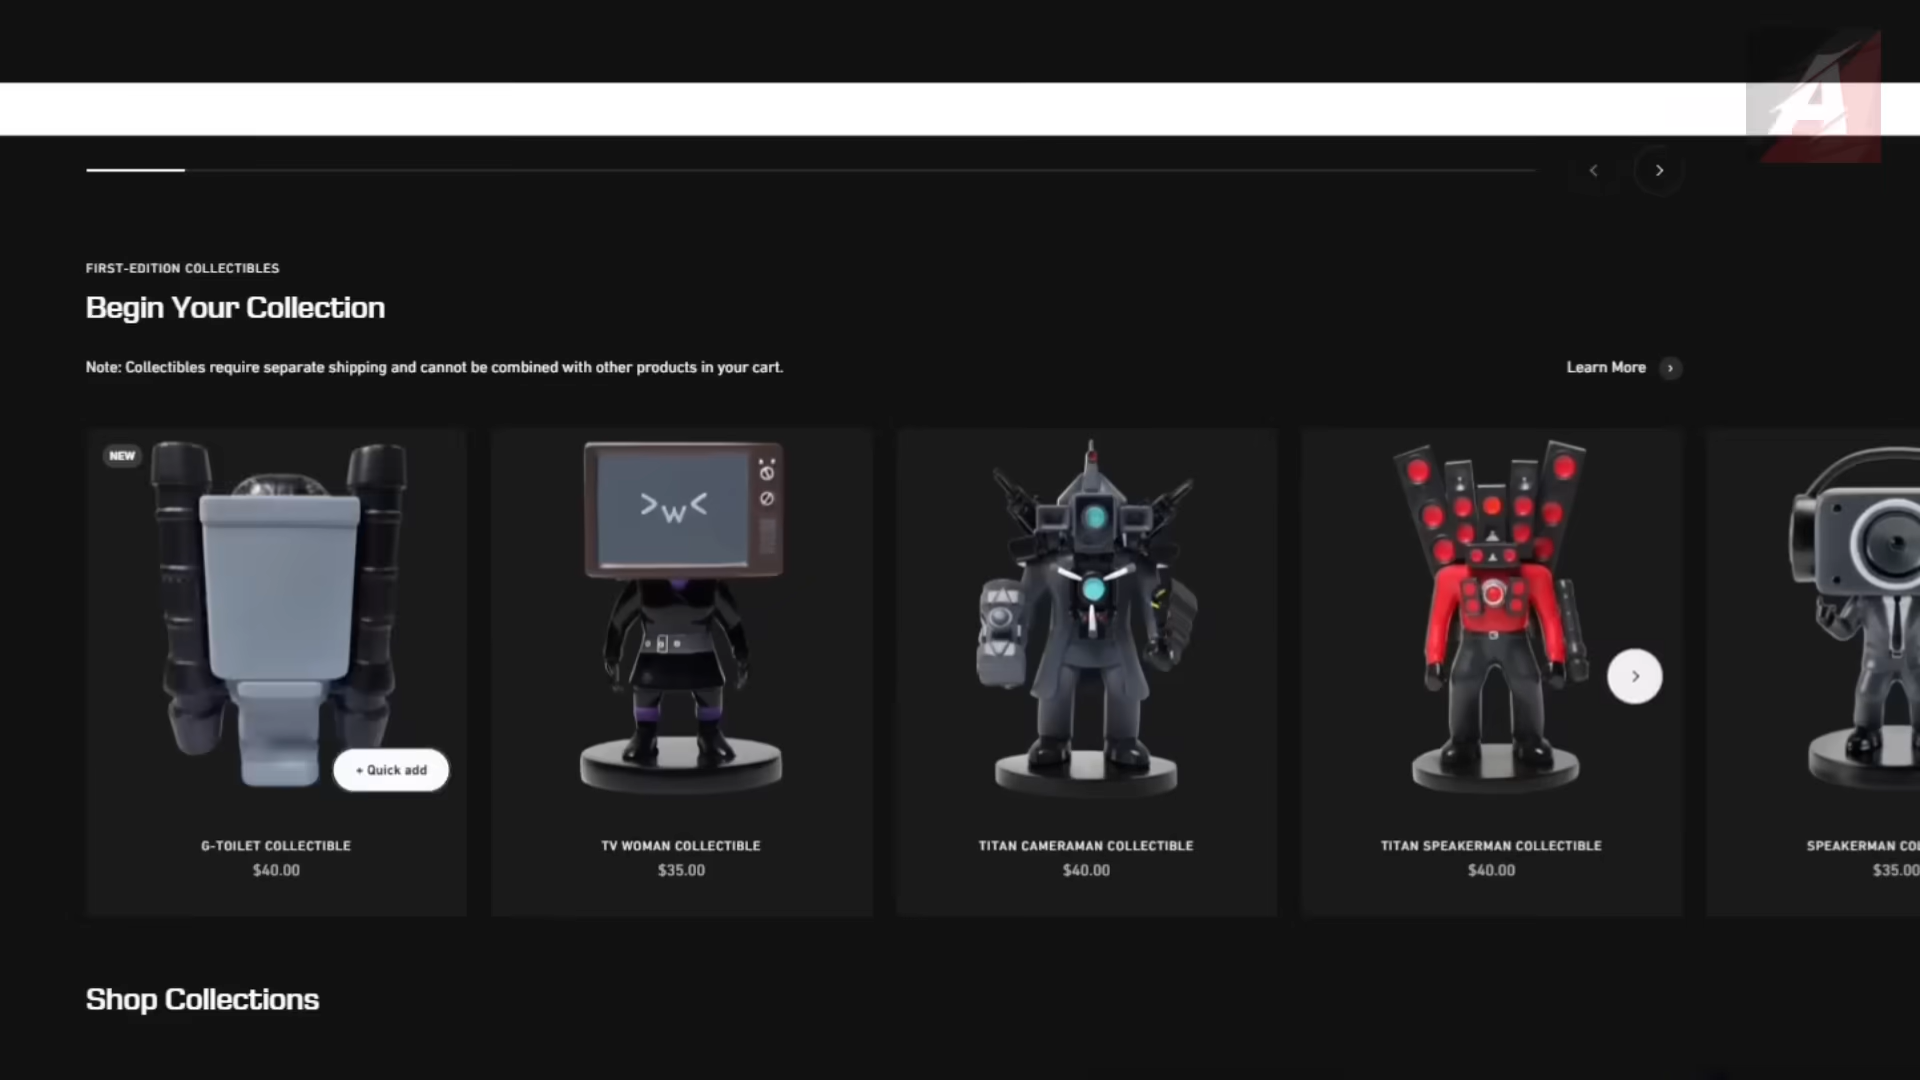 A
FIRST-EDITION COLLECTIBLES
Begin Your Collection
Note: Collectibles require separate shipping and cannot be combined with other products in your cart.
Learn More
NEW
>w<
+ Quick add
G-TOILET COLLECTIBLE
$40.00
TV WOMAN COLLECTIBLE
$35.00
TITAN CAMERAMAN COLLECTIBLE
$40.00
TITAN SPEAKERMAN COLLECTIBLE
$40.00
SPEAKERMAN COL
$35.00
Shop Collections